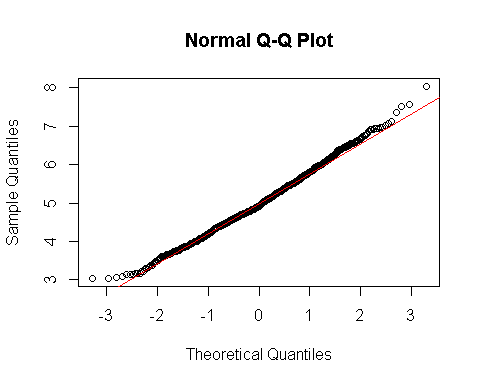 Normal Q-Q Plot
8
7
6
5
4
3
Sample Quantiles
-3 -2 -1 0 1 2 3
Theoretical Quantiles